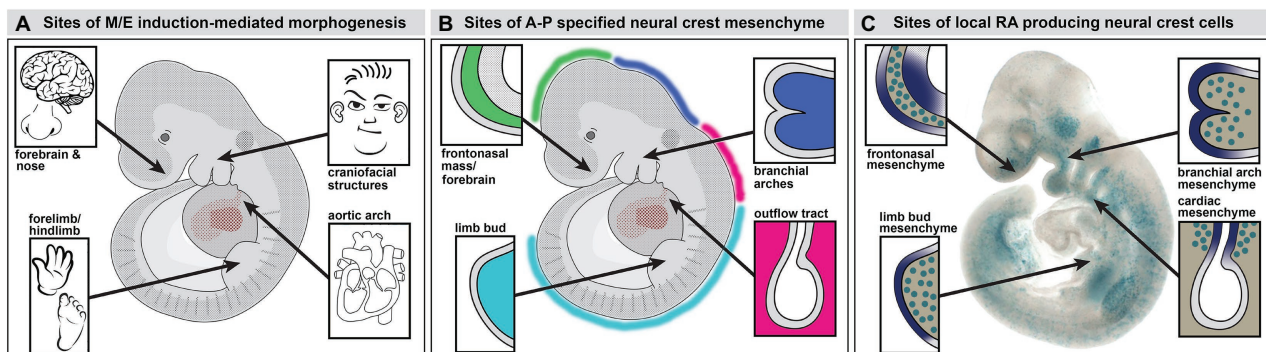 A Sites of M/E induction-mediated morphogenesis
forebrain &
nose
craniofacial
structures
forelimb/
hindlimb
aortic arch
B Sites of A-P specified neural crest mesenchyme
frontonasal
mass/
forebrain
branchial
arches
limb bud
outflow tract
C Sites of local RA producing neural crest cells
frontonasal
mesenchyme
branchial arch
mesenchyme
limb bud
mesenchyme
cardiac
mesenchyme